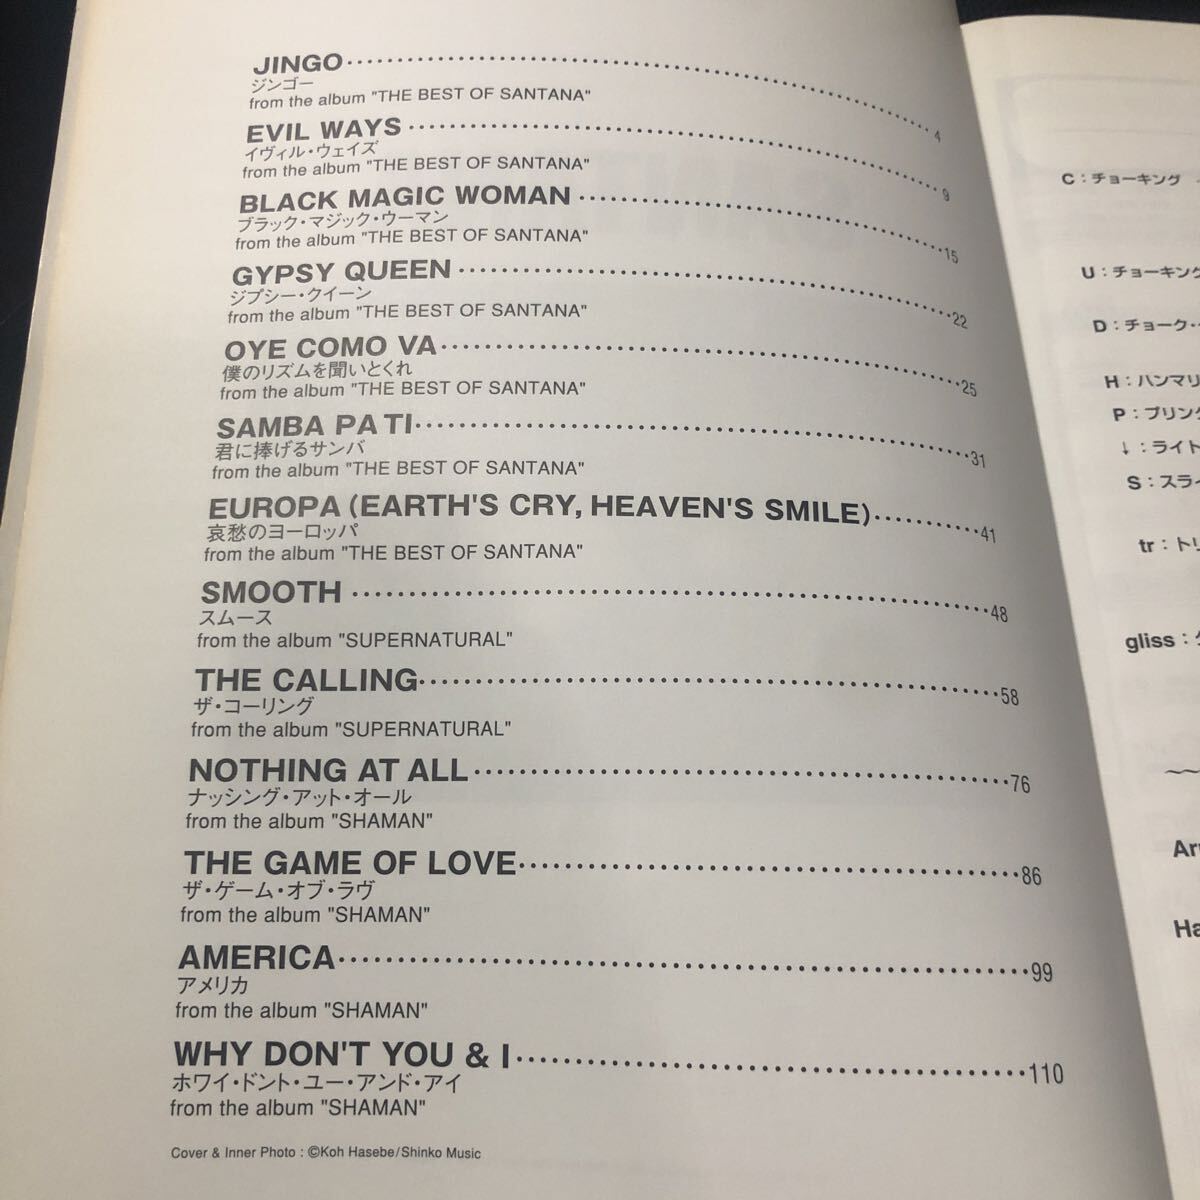 JINGO 4
ジンゴー
from the album "THE BEST OF SANTANA"
EVIL WAYS 9
イヴィル・ウェイズ
from the album "THE BEST OF SANTANA"
BLACK MAGIC WOMAN 15
ブラック・マジック・ウーマン
from the album "THE BEST OF SANTANA"
GYPSY QUEEN 22
ジプシー・クイーン
from the album "THE BEST OF SANTANA"
OYE COMO VA 25
僕のリズムを聞いとくれ
from the album "THE BEST OF SANTANA"
SAMBA PA TI 31
君に捧げるサンバ
from the album "THE BEST OF SANTANA"
EUROPA (EARTH'S CRY, HEAVEN'S SMILE) 41
哀愁のヨーロッパ
from the album "THE BEST OF SANTANA"
SMOOTH 48
スムース
from the album "SUPERNATURAL"
THE CALLING 58
ザ・コーリング
from the album "SUPERNATURAL"
NOTHING AT ALL 76
ナッシング・アット・オール
from the album "SHAMAN"
THE GAME OF LOVE 86
ザ・ゲーム・オブ・ラヴ
from the album "SHAMAN"
AMERICA 99
アメリカ
from the album "SHAMAN"
WHY DON'T YOU & I 110
ホワイ・ドント・ユー・アンド・アイ
from the album "SHAMAN"
Cover & Inner Photo : ©Koh Hasebe/Shinko Music
C：チョーキング
U：チョーキング
D：チョーク・
H：ハンマリ
P：プリング
↓：ライト
S：スライ
tr：トリ
gliss：